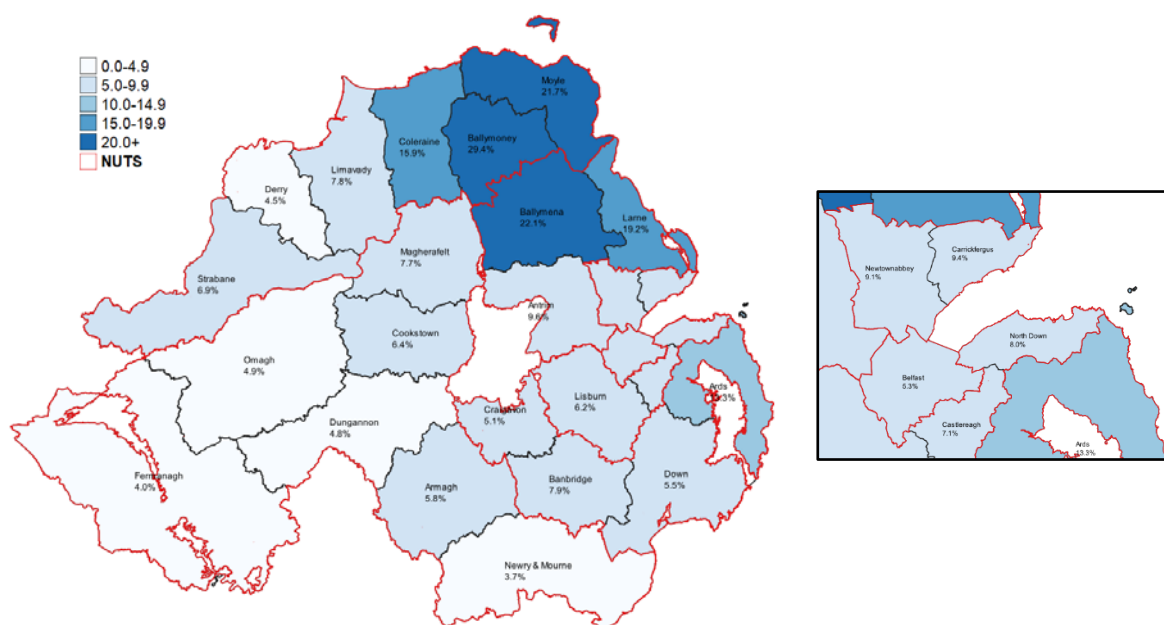 0.0-4.9
5.0-9.9
10.0-14.9
15.0-19.9
20.0+
NUTS
Moyle
21.7%
Ballymoney
29.4%
Coleraine
15.9%
Limavady
7.8%
Derry
4.5%
Ballymena
22.1%
Larne
19.2%
Magherafelt
7.7%
Strabane
6.9%
Antrim
9.6%
Cookstown
6.4%
Omagh
4.9%
Ards
13.3%
Lisburn
6.2%
Craigavon
5.1%
Dungannon
4.8%
Fermanagh
4.0%
Armagh
5.8%
Banbridge
7.9%
Down
5.5%
Newry & Mourne
3.7%
Carrickfergus
9.4%
Newtownabbey
9.1%
North Down
8.0%
Belfast
5.3%
Castlereagh
7.1%
Ards
13.3%